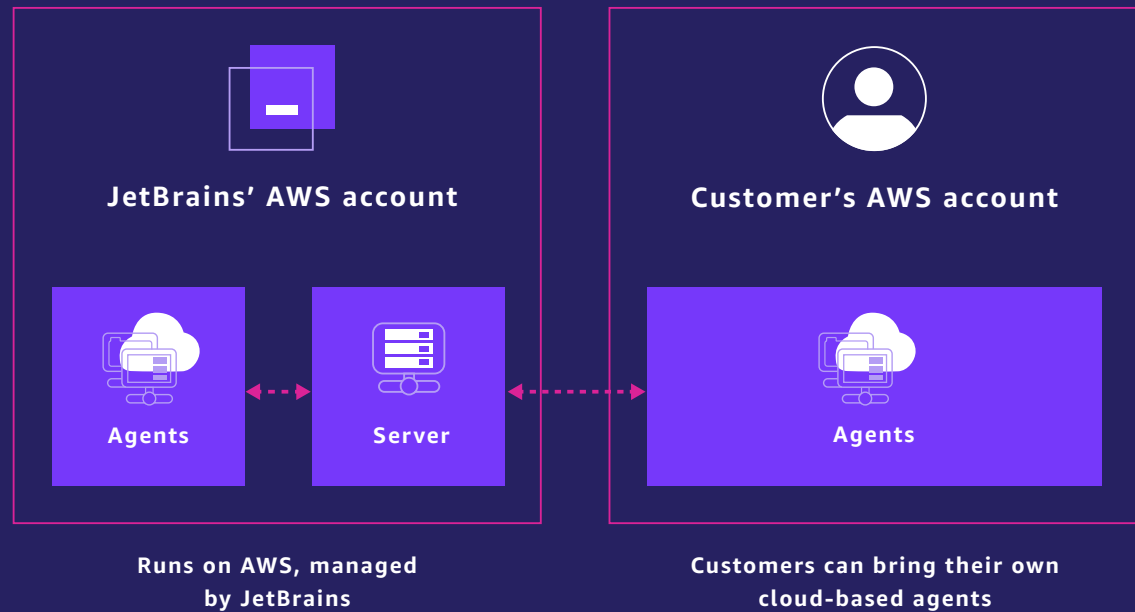 JetBrains’ AWS account
Customer’s AWS account
Agents
Server
Agents
Runs on AWS, managed
by JetBrains
Customers can bring their own
cloud-based agents